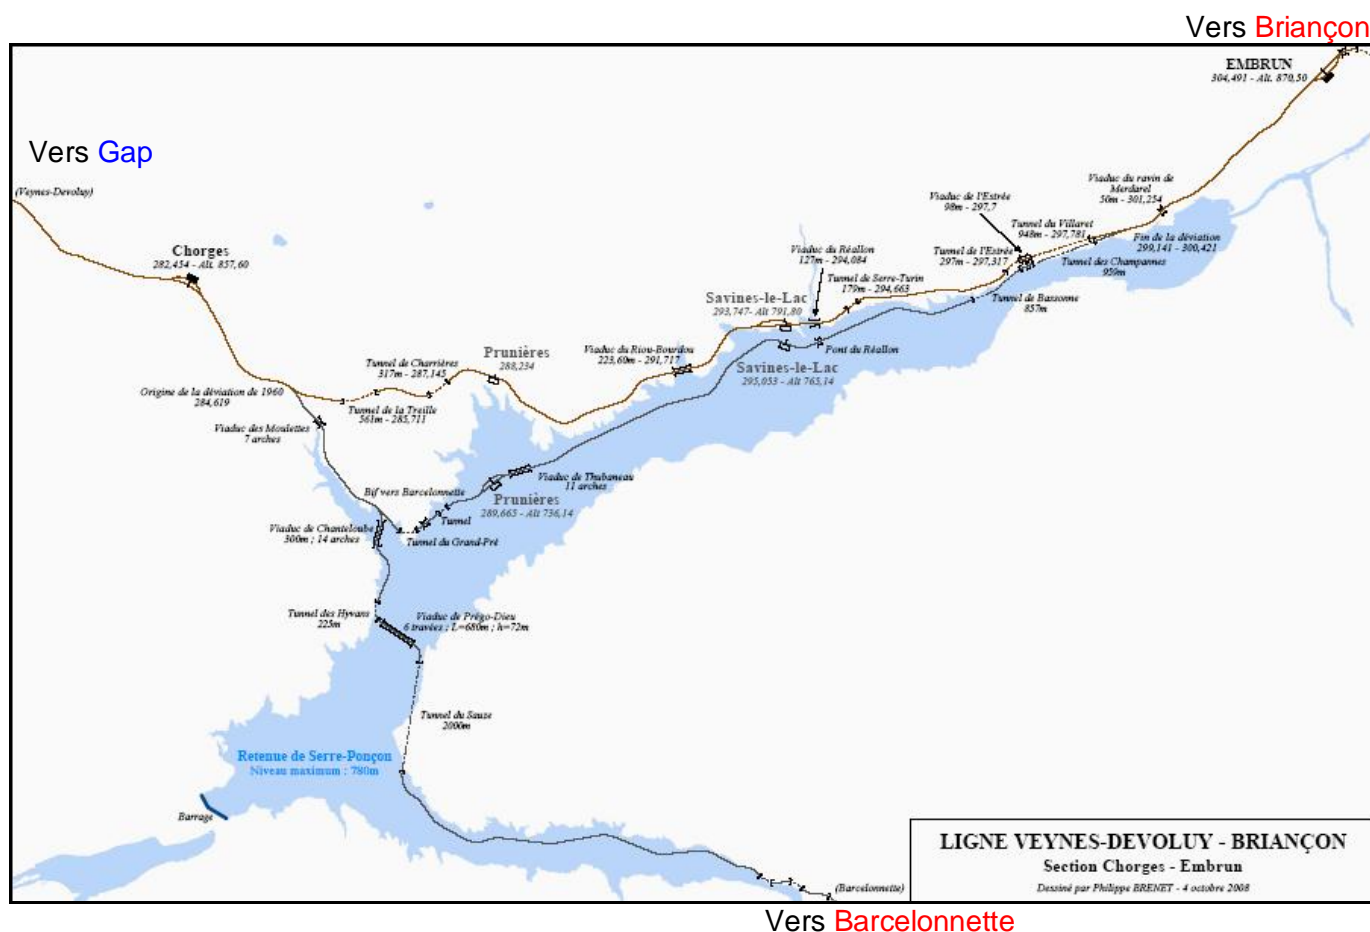 Vers Briançon
EMBRUN
304,491 - Alt. 870,50
Vers Gap
(Veynes-Devoluy)
Viaduc du ravin de
Merdarel
50m - 301,254
Viaduc de l'Estrée
98m - 297,7
Tunnel du Villaret
948m - 297,781
Fin de la déviation
299,141 - 300,421
Chorges
282,454 - Alt. 857,60
Viaduc du Réallon
127m - 294,084
Tunnel de l'Estrée
297m - 297,317
Tunnel des Champannes
959m
Tunnel de Serre-Turin
179m - 294,663
Tunnel de Bassonne
857m
Savines-le-Lac
293,747- Alt 791,80
Pont du Réallon
Viaduc du Riou-Bourdou
223,60m - 291,717
Prunières
288,234
Tunnel de Charrières
317m - 287,145
Savines-le-Lac
295,053 - Alt 765,14
Origine de la déviation de 1960
284,619
Tunnel de la Treille
561m - 285,711
Viaduc des Moulettes
7 arches
Viaduc de Thubaneau
11 arches
Bif vers Barcelonnette
Prunières
289,665 - Alt 736,14
Tunnel
Viaduc de Chanteloube
300m ; 14 arches
Tunnel du Grand-Pré
Tunnel des Hyvans
225m
Viaduc de Prégo-Dieu
6 travées ; L=680m ; h=72m
Tunnel du Sauze
2000m
Retenue de Serre-Ponçon
Niveau maximum : 780m
Barrage
(Barcelonnette)
LIGNE VEYNES-DEVOLUY - BRIANÇON
Section Chorges - Embrun
Dessiné par Philippe BRENET - 4 octobre 2008
Vers Barcelonnette